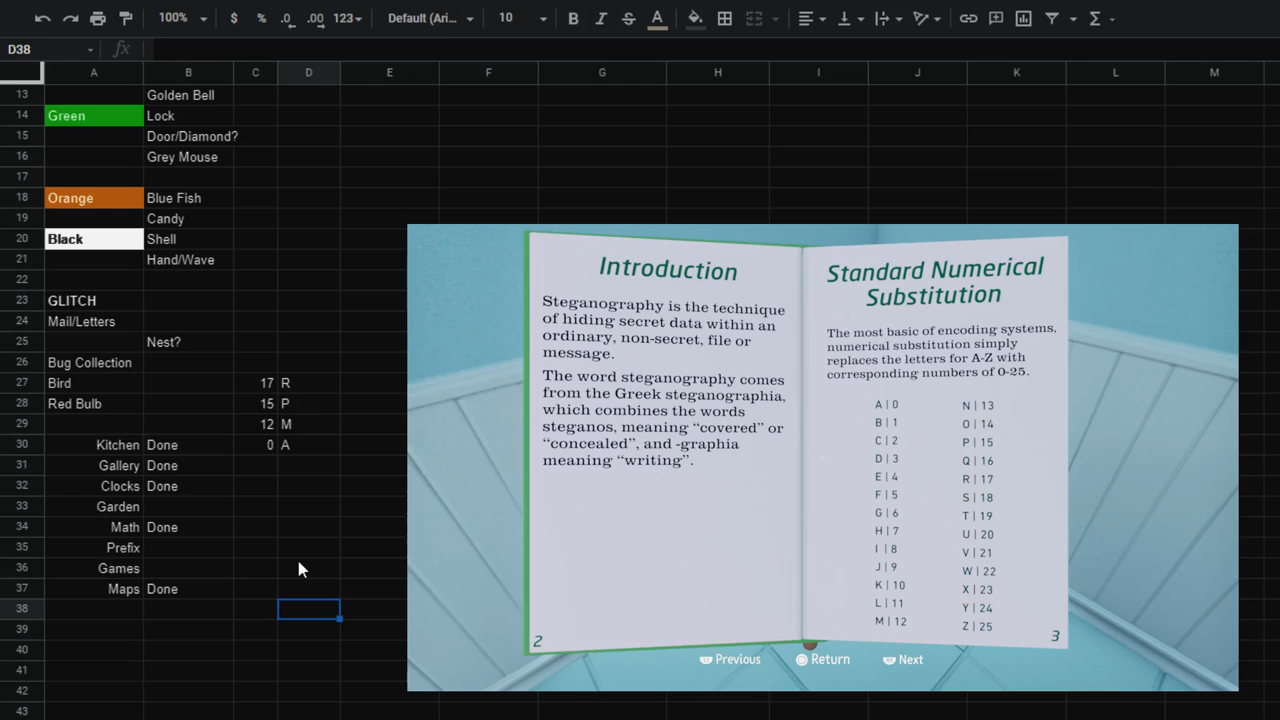 100%
$
%
.0
.00
123
Default (Ari...
10
B
I
S
A
Σ
D38
fx
A B C D E F G H I J K L M
13 Golden Bell
14 Green Lock
15 Door/Diamond?
16 Grey Mouse
17
18 Orange Blue Fish
19 Candy
20 Black Shell
21 Hand/Wave
22
23 GLITCH
24 Mail/Letters
25 Nest?
26 Bug Collection
27 Bird 17 R
28 Red Bulb 15 P
29 12 M
30 Kitchen Done 0 A
31 Gallery Done
32 Clocks Done
33 Garden
34 Math Done
35 Prefix
36 Games
37 Maps Done
38
39
40
41
42
43
Introduction
Steganography is the technique
of hiding secret data within an
ordinary, non-secret, file or
message.
The word steganography comes
from the Greek steganographia,
which combines the words
steganos, meaning “covered” or
“concealed”, and -graphia
meaning “writing”.
2
Standard Numerical
Substitution
The most basic of encoding systems,
numerical substitution simply
replaces the letters for A-Z with
corresponding numbers of 0-25.
A | 0
B | 1
C | 2
D | 3
E | 4
F | 5
G | 6
H | 7
I | 8
J | 9
K | 10
L | 11
M | 12
N | 13
O | 14
P | 15
Q | 16
R | 17
S | 18
T | 19
U | 20
V | 21
W | 22
X | 23
Y | 24
Z | 25
3
Previous
Return
Next